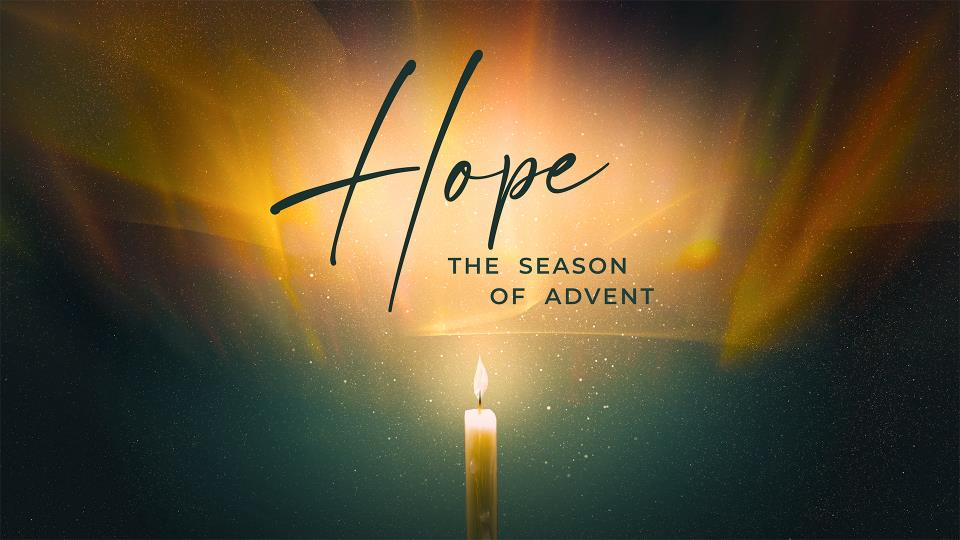 Hope
THE SEASON
OF ADVENT